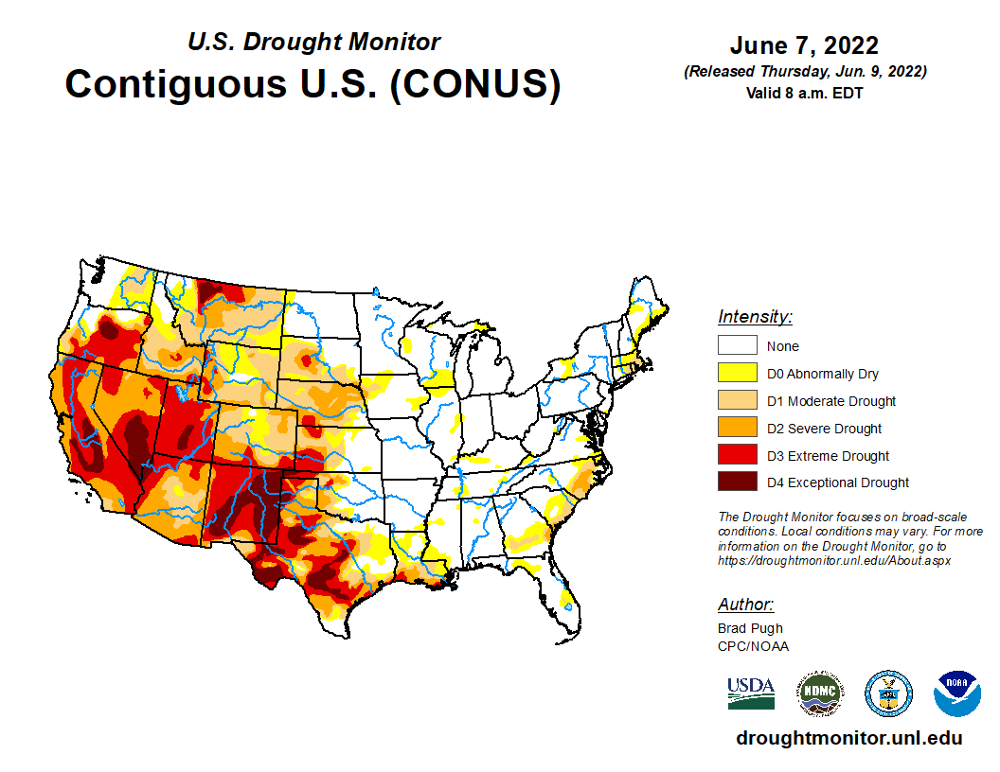 U.S. Drought Monitor
Contiguous U.S. (CONUS)
June 7, 2022
(Released Thursday, Jun. 9, 2022)
Valid 8 a.m. EDT
Intensity:
None
D0 Abnormally Dry
D1 Moderate Drought
D2 Severe Drought
D3 Extreme Drought
D4 Exceptional Drought
The Drought Monitor focuses on broad-scale
conditions. Local conditions may vary. For more
information on the Drought Monitor, go to
https://droughtmonitor.unl.edu/About.aspx
Author:
Brad Pugh
CPC/NOAA
USDA
NDMC
NOAA
droughtmonitor.unl.edu